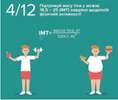 4/12
Підтримуй масу тіла у межах
18,5 – 25 (ІМТ) завдяки щоденній
фізичній активності!
ІМТ=